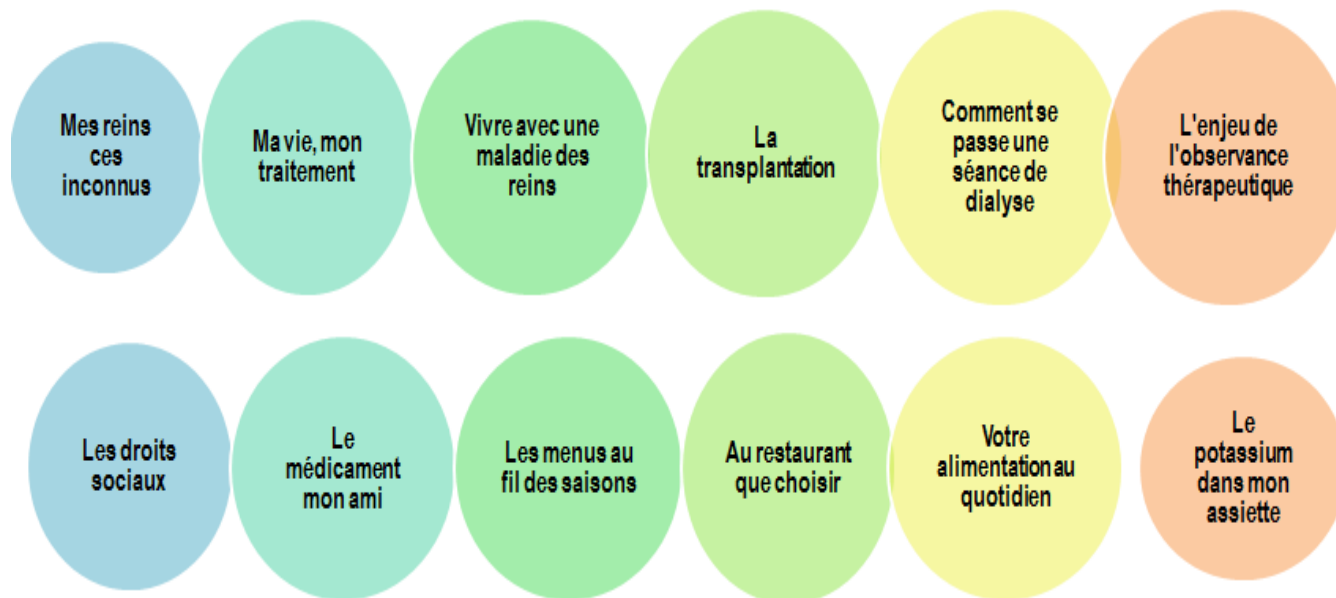 Mes reins
ces
inconnus
Ma vie, mon
traitement
Vivre avec une
maladie des
reins
La
transplantation
Comment se
passe une
séance de
dialyse
L'enjeu de
l'observance
thérapeutique
Les droits
sociaux
Le
médicament
mon ami
Les menus au
fil des saisons
Au restaurant
que choisir
Votre
alimentation au
quotidien
Le
potassium
dans mon
assiette